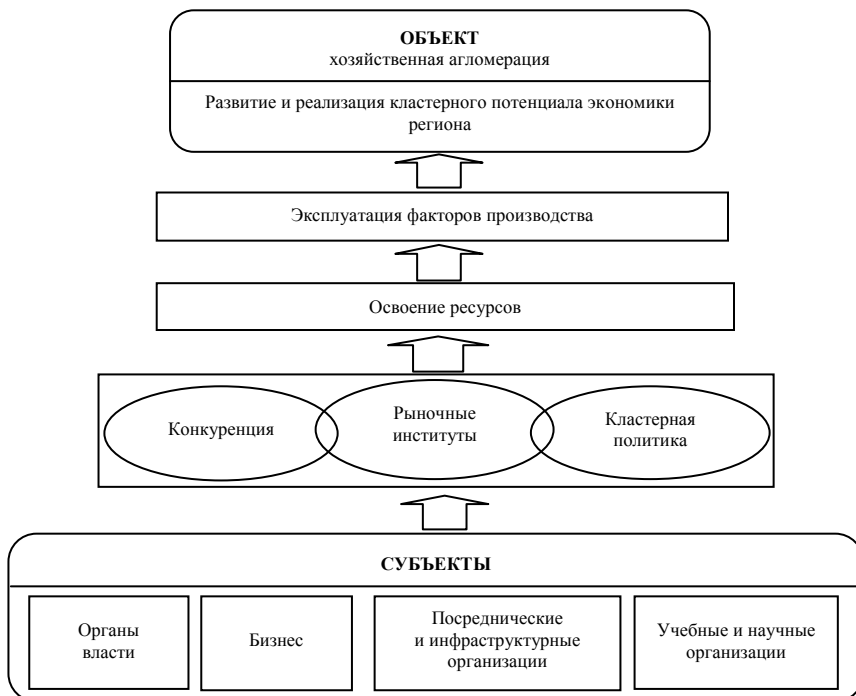 ОБЪЕКТ
хозяйственная агломерация
Развитие и реализация кластерного потенциала экономики
региона
Эксплуатация факторов производства
Освоение ресурсов
Конкуренция
Рыночные
институты
Кластерная
политика
СУБЪЕКТЫ
Органы
власти
Бизнес
Посреднические
и инфраструктурные
организации
Учебные и научные
организации